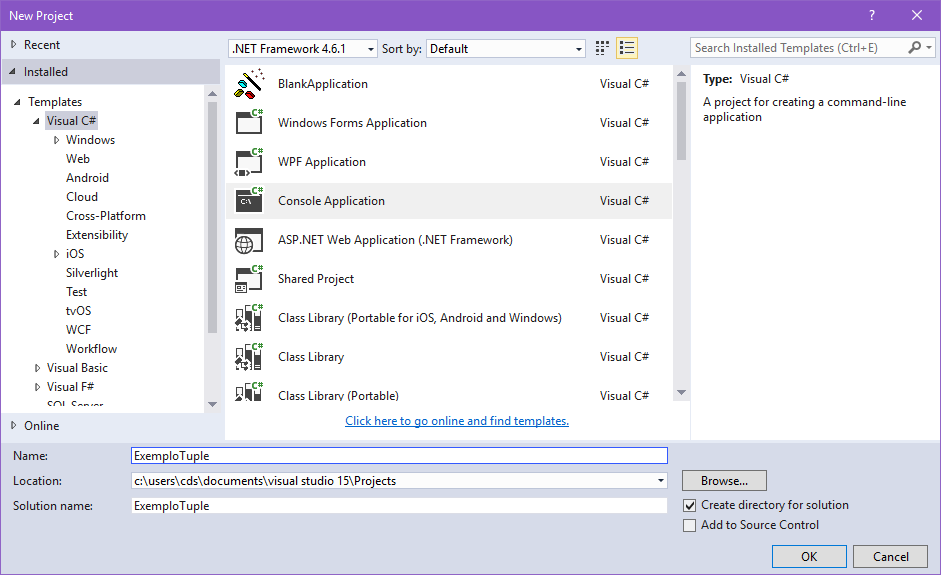 New Project
Recent
.NET Framework 4.6.1
Sort by:
Default
Search Installed Templates (Ctrl+E)
Installed
Templates
Visual C#
Windows
Web
Android
Cloud
Cross-Platform
Extensibility
iOS
Silverlight
Test
tvOS
WCF
Workflow
Visual Basic
Visual F#
SQL Server
Online
BlankApplication Visual C#
Windows Forms Application Visual C#
WPF Application Visual C#
Console Application Visual C#
ASP.NET Web Application (.NET Framework) Visual C#
Shared Project Visual C#
Class Library (Portable for iOS, Android and Windows) Visual C#
Class Library Visual C#
Class Library (Portable) Visual C#
Click here to go online and find templates.
Type: Visual C#
A project for creating a command-line
application
Name: ExemploTuple
Location: c:\users\cds\documents\visual studio 15\Projects
Browse...
Solution name: ExemploTuple
Create directory for solution
Add to Source Control
OK
Cancel